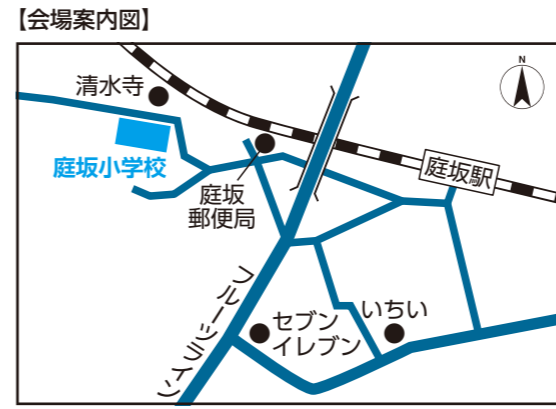 【会場案内図】
N
清水寺
庭坂小学校
庭坂
郵便局
庭坂駅
フルーツライン
セブン
イレブン
いちい